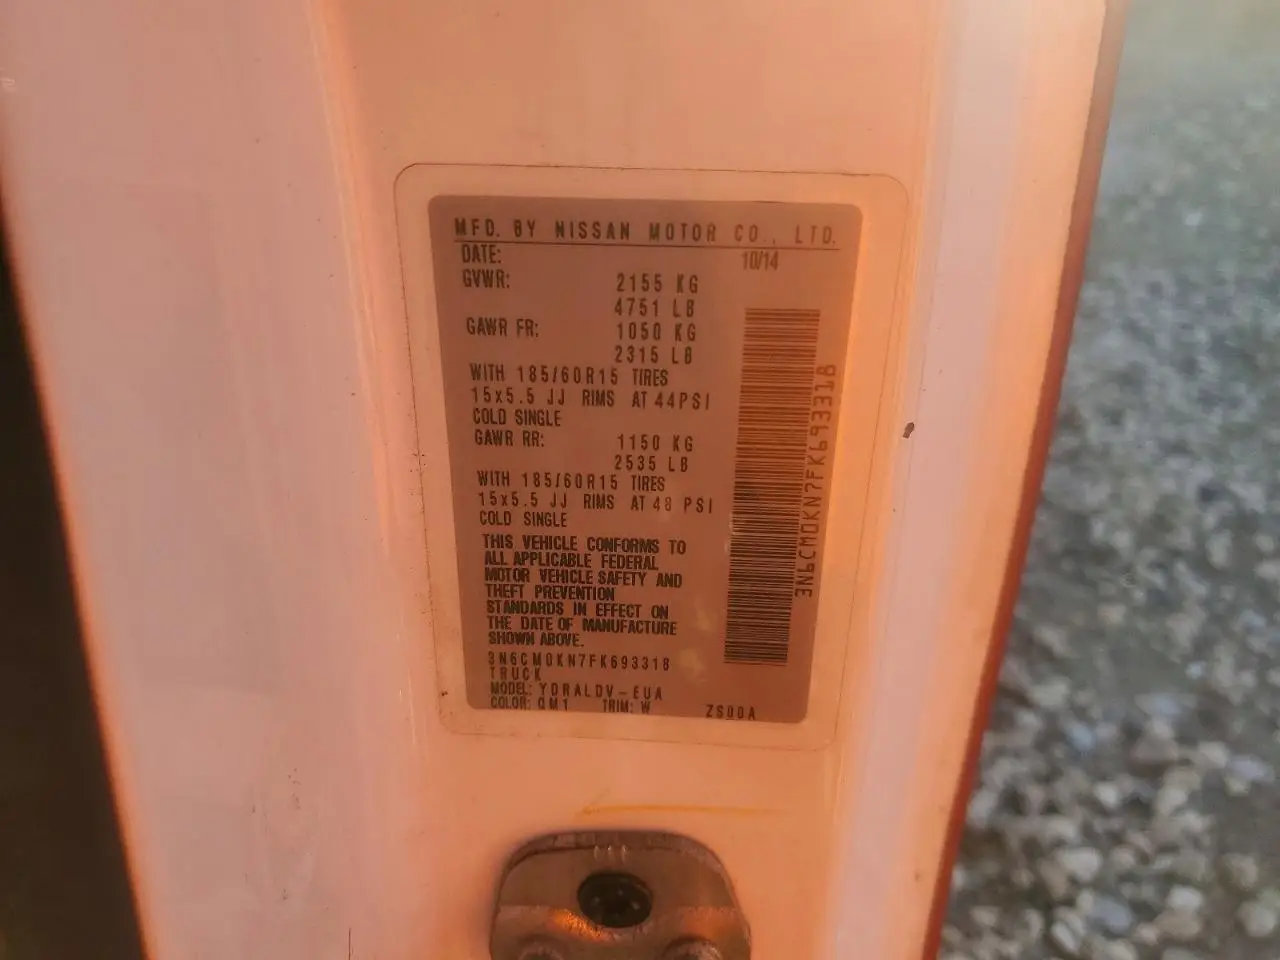 MFD. BY NISSAN MOTOR CO., LTD.
DATE: 10/14
GVWR: 2155 KG
4751 LB
GAWR FR: 1050 KG
2315 LB
WITH 185/60R15 TIRES
15x5.5 JJ RIMS AT 44PSI
COLD SINGLE
GAWR RR: 1150 KG
2535 LB
WITH 185/60R15 TIRES
15x5.5 JJ RIMS AT 48 PSI
COLD SINGLE
THIS VEHICLE CONFORMS TO
ALL APPLICABLE FEDERAL
MOTOR VEHICLE SAFETY AND
THEFT PREVENTION
STANDARDS IN EFFECT ON
THE DATE OF MANUFACTURE
SHOWN ABOVE.
3N6CM0KN7FK693318
TRUCK
MODEL: YDRALDV-EUA
COLOR: QM1 TRIM: W ZS00A
3N6CM0KN7FK693318